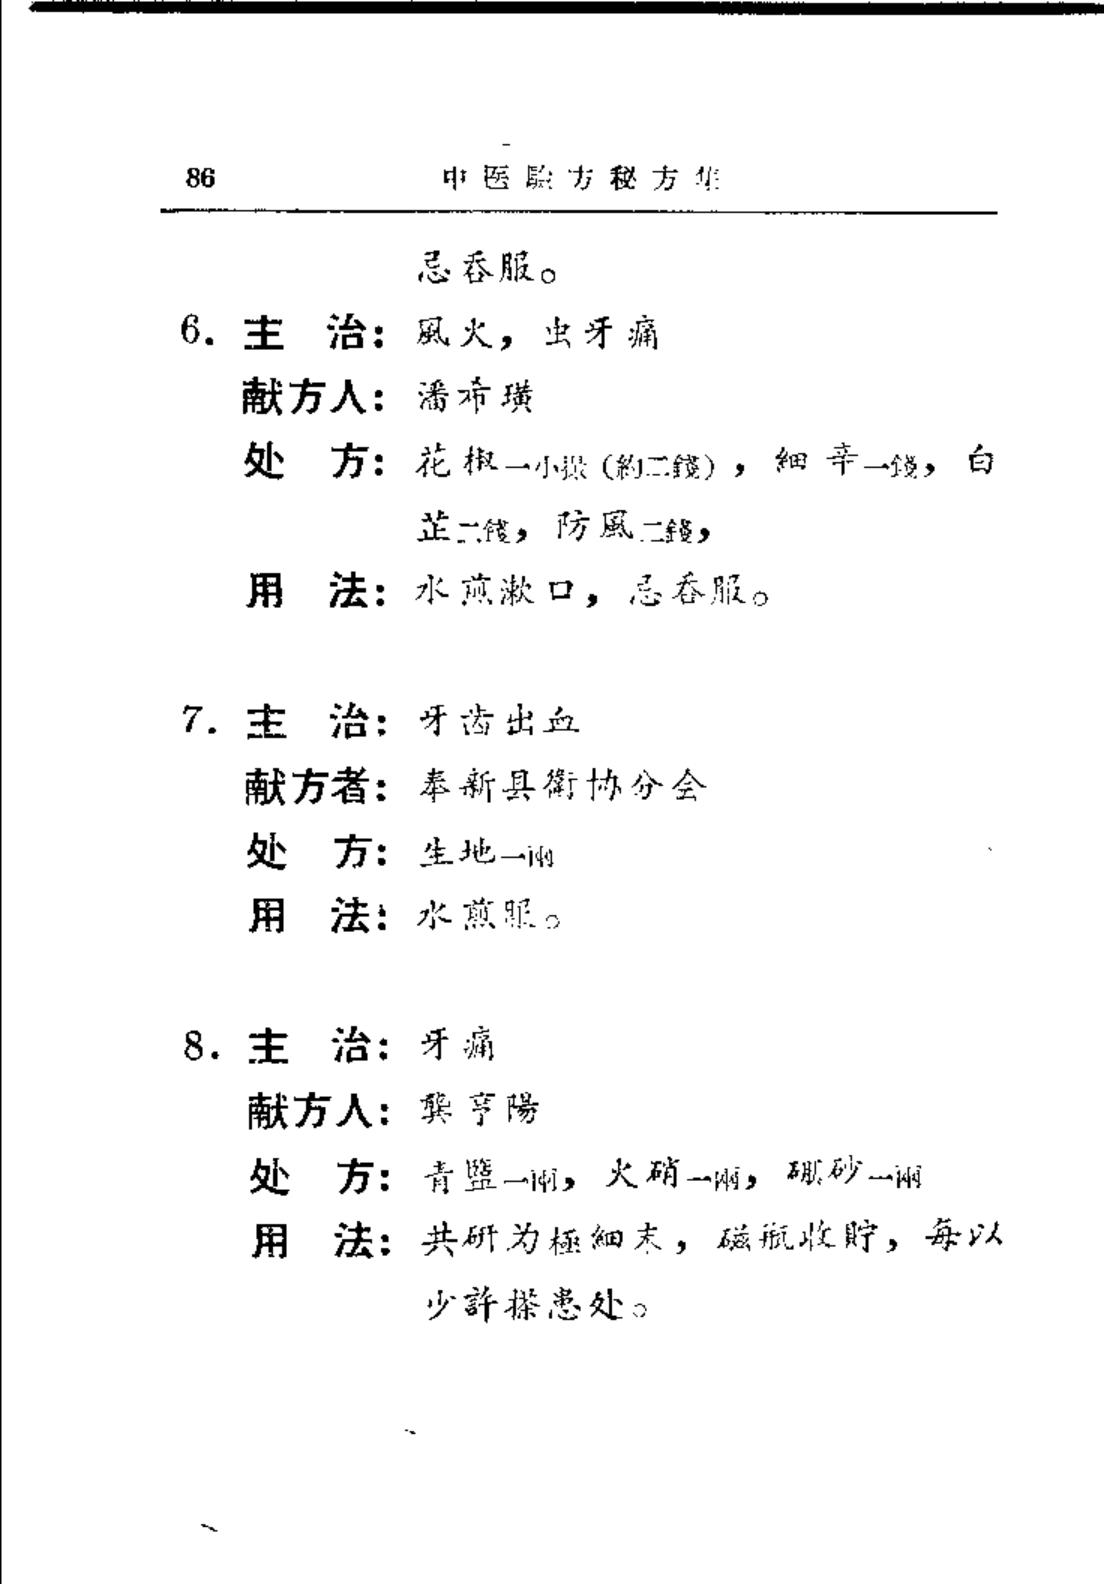 86 中医驗方秘方集
忌吞服。
6. 主 治: 風火, 虫牙痛
献方人: 潘希璜
处 方: 花椒一小撮 (約二錢), 細辛一錢, 白
芷二錢, 防風二錢,
用 法: 水煎漱口, 忌吞服。
7. 主 治: 牙齿出血
献方者: 奉新县衛协分会
处 方: 生地一兩
用 法: 水煎服。
8. 主 治: 牙痛
献方人: 龔亨陽
处 方: 青盬一兩, 火硝一兩, 硼砂一兩
用 法: 共研为極細末, 磁瓶收貯, 每以
少許搽患处。